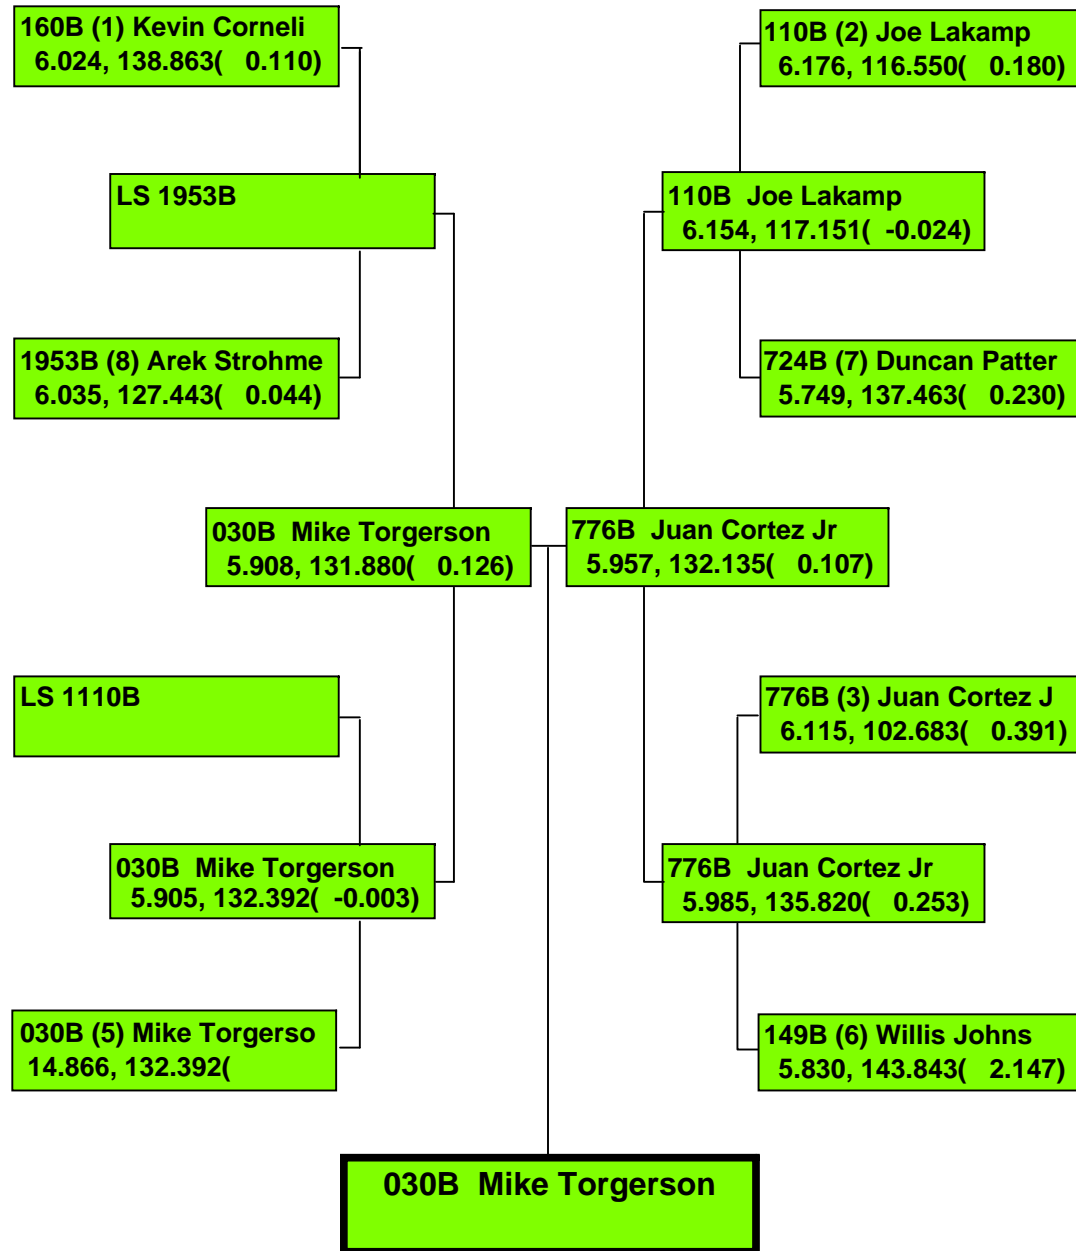 160B (1) Kevin Corneli
6.024, 138.863(   0.110)
110B (2) Joe Lakamp
6.176, 116.550(   0.180)
LS 1953B
110B  Joe Lakamp
6.154, 117.151(  -0.024)
1953B (8) Arek Strohme
6.035, 127.443(   0.044)
724B (7) Duncan Patter
5.749, 137.463(   0.230)
030B  Mike Torgerson
5.908, 131.880(   0.126)
776B  Juan Cortez Jr
5.957, 132.135(   0.107)
LS 1110B
776B (3) Juan Cortez J
6.115, 102.683(   0.391)
030B  Mike Torgerson
5.905, 132.392(  -0.003)
776B  Juan Cortez Jr
5.985, 135.820(   0.253)
030B (5) Mike Torgerso
14.866, 132.392(
149B (6) Willis Johns
5.830, 143.843(   2.147)
030B  Mike Torgerson